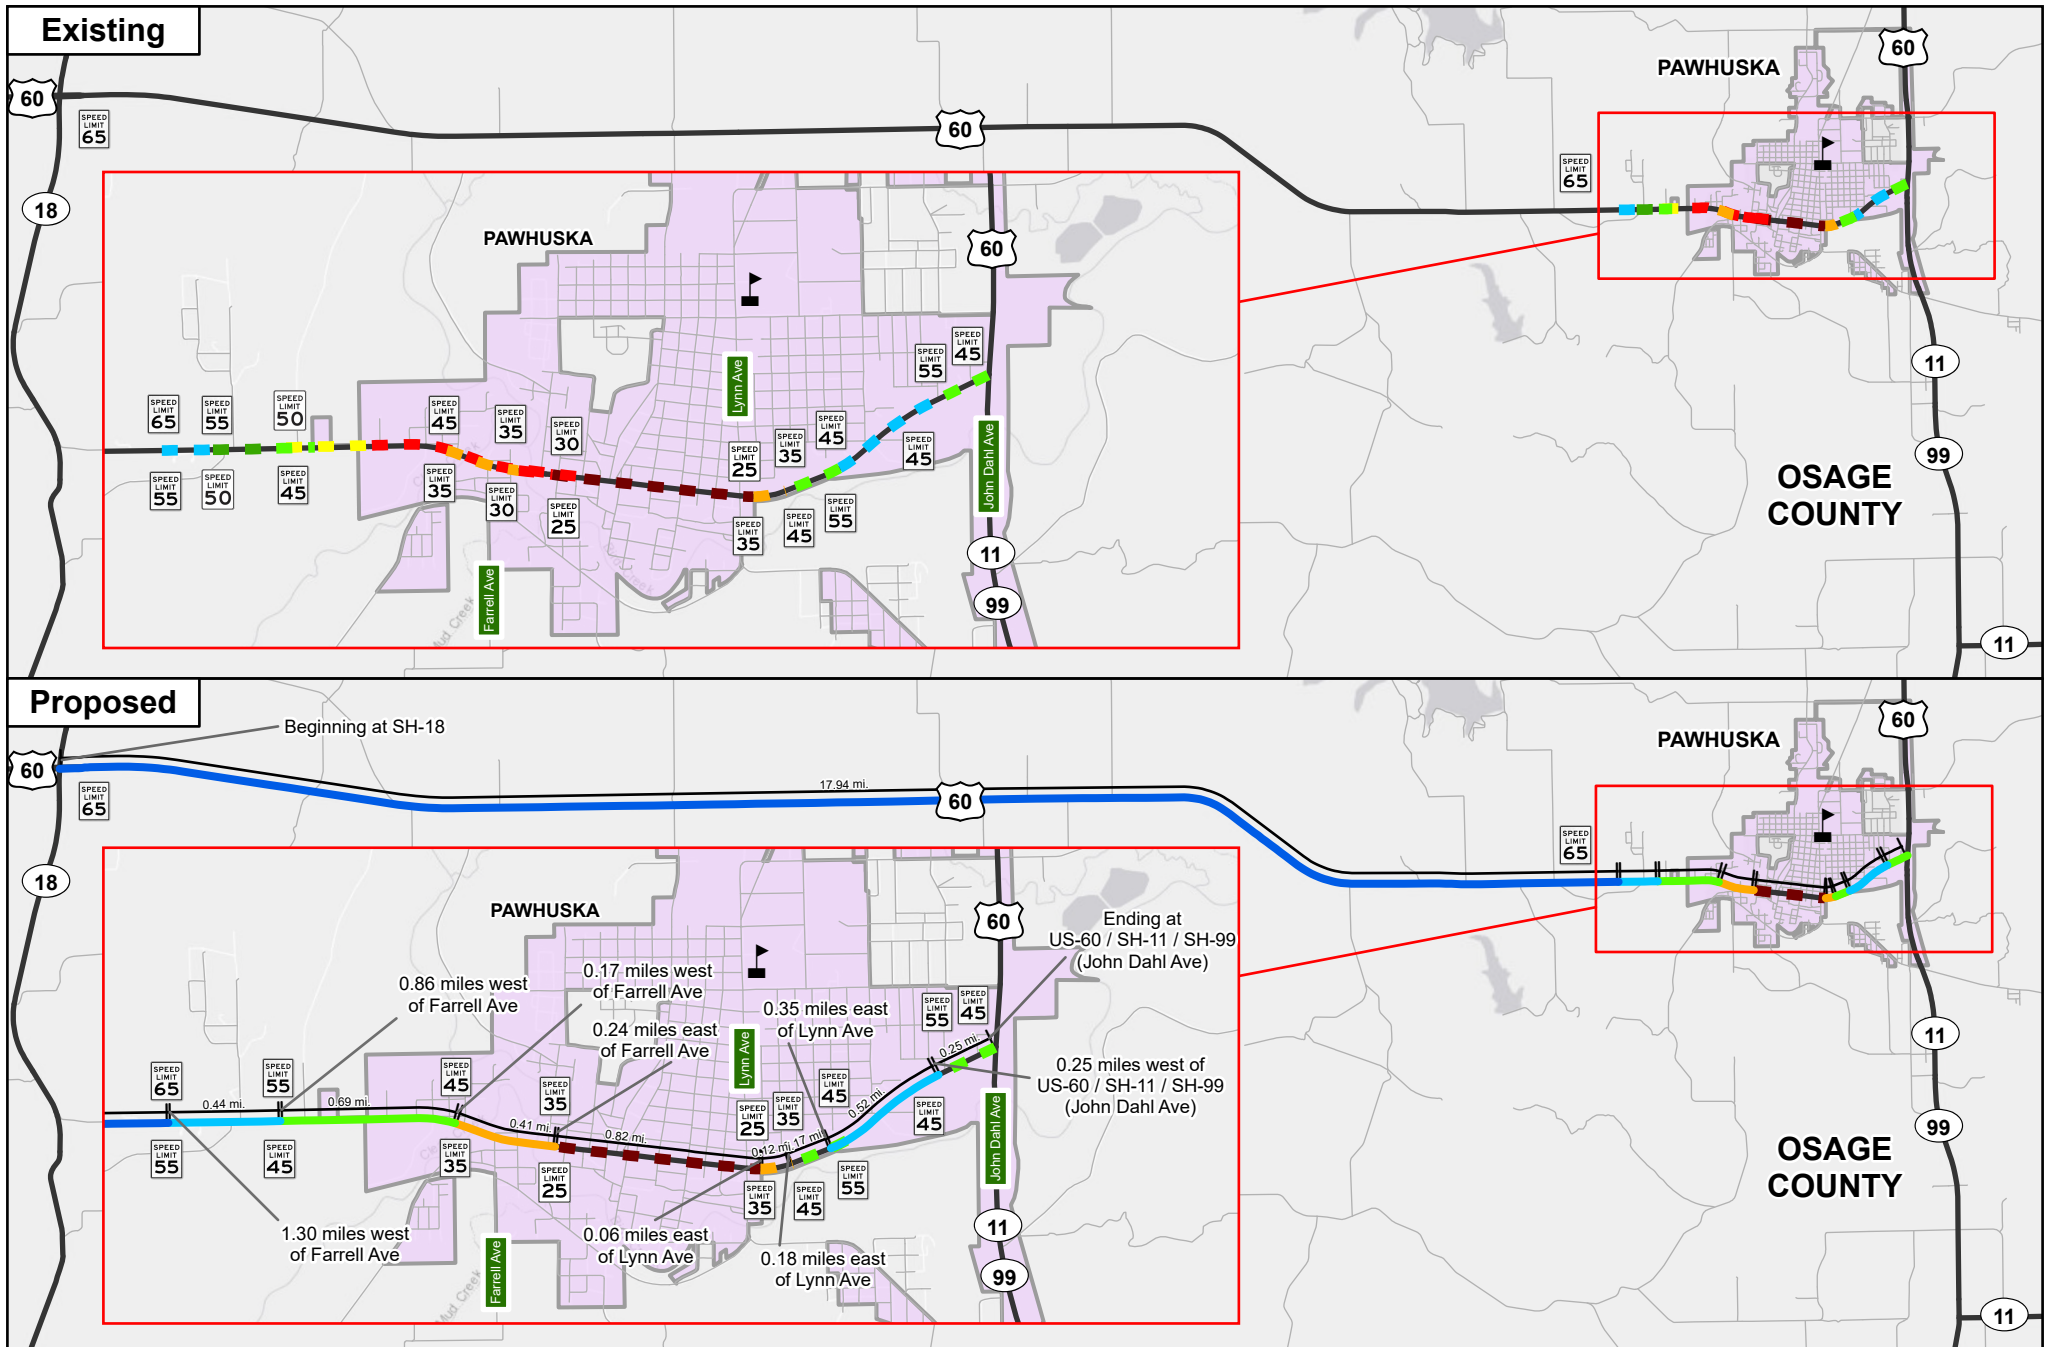 Existing
60
SPEED
LIMIT
65
18
60
SPEED
LIMIT
65
PAWHUSKA
60
11
99
11
OSAGE
COUNTY
PAWHUSKA
60
Lynn Ave
John Dahl Ave
Farrell Ave
Mud Creek
11
99
SPEED
LIMIT
65
SPEED
LIMIT
55
SPEED
LIMIT
50
SPEED
LIMIT
45
SPEED
LIMIT
35
SPEED
LIMIT
30
SPEED
LIMIT
25
SPEED
LIMIT
35
SPEED
LIMIT
45
SPEED
LIMIT
55
SPEED
LIMIT
45
SPEED
LIMIT
55
SPEED
LIMIT
50
SPEED
LIMIT
45
SPEED
LIMIT
35
SPEED
LIMIT
30
SPEED
LIMIT
25
SPEED
LIMIT
35
SPEED
LIMIT
45
SPEED
LIMIT
55
SPEED
LIMIT
45
Proposed
Beginning at SH-18
60
SPEED
LIMIT
65
18
17.94 mi.
60
SPEED
LIMIT
65
PAWHUSKA
60
11
99
11
OSAGE
COUNTY
PAWHUSKA
60
Ending at
US-60 / SH-11 / SH-99
(John Dahl Ave)
0.86 miles west
of Farrell Ave
0.17 miles west
of Farrell Ave
0.24 miles east
of Farrell Ave
0.35 miles east
of Lynn Ave
0.25 miles west of
US-60 / SH-11 / SH-99
(John Dahl Ave)
1.30 miles west
of Farrell Ave
0.06 miles east
of Lynn Ave
0.18 miles east
of Lynn Ave
Lynn Ave
John Dahl Ave
Farrell Ave
Mud Creek
11
99
0.44 mi.
0.69 mi.
0.41 mi.
0.82 mi.
0.12 mi.
.17 mi.
0.52 mi.
0.25 mi.
SPEED
LIMIT
65
SPEED
LIMIT
55
SPEED
LIMIT
45
SPEED
LIMIT
35
SPEED
LIMIT
25
SPEED
LIMIT
35
SPEED
LIMIT
45
SPEED
LIMIT
55
SPEED
LIMIT
45
SPEED
LIMIT
55
SPEED
LIMIT
45
SPEED
LIMIT
35
SPEED
LIMIT
25
SPEED
LIMIT
35
SPEED
LIMIT
45
SPEED
LIMIT
55
SPEED
LIMIT
45